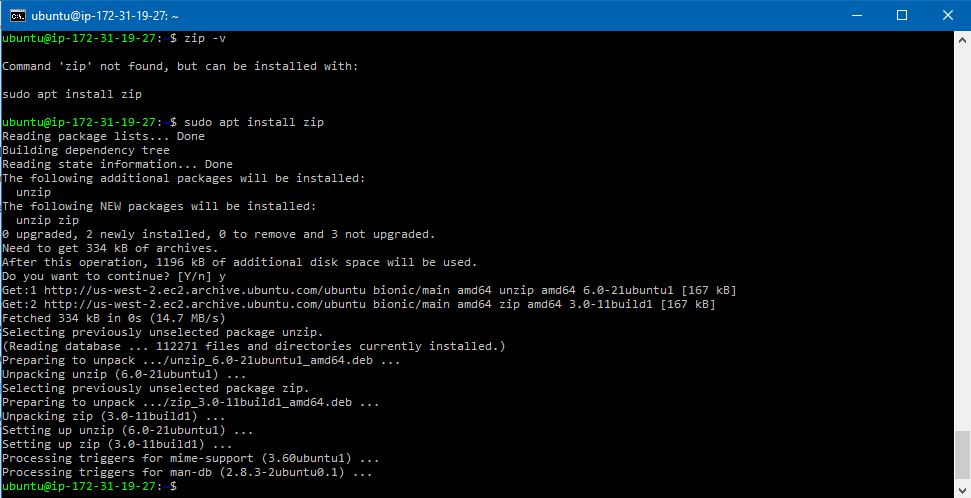 ubuntu@ip-172-31-19-27: ~
ubuntu@ip-172-31-19-27:~$ zip -v
Command 'zip' not found, but can be installed with:
sudo apt install zip
ubuntu@ip-172-31-19-27:~$ sudo apt install zip
Reading package lists... Done
Building dependency tree
Reading state information... Done
The following additional packages will be installed:
  unzip
The following NEW packages will be installed:
  unzip zip
0 upgraded, 2 newly installed, 0 to remove and 3 not upgraded.
Need to get 334 kB of archives.
After this operation, 1196 kB of additional disk space will be used.
Do you want to continue? [Y/n] y
Get:1 http://us-west-2.ec2.archive.ubuntu.com/ubuntu bionic/main amd64 unzip amd64 6.0-21ubuntu1 [167 kB]
Get:2 http://us-west-2.ec2.archive.ubuntu.com/ubuntu bionic/main amd64 zip amd64 3.0-11build1 [167 kB]
Fetched 334 kB in 0s (14.7 MB/s)
Selecting previously unselected package unzip.
(Reading database ... 112271 files and directories currently installed.)
Preparing to unpack .../unzip_6.0-21ubuntu1_amd64.deb ...
Unpacking unzip (6.0-21ubuntu1) ...
Selecting previously unselected package zip.
Preparing to unpack .../zip_3.0-11build1_amd64.deb ...
Unpacking zip (3.0-11build1) ...
Setting up unzip (6.0-21ubuntu1) ...
Setting up zip (3.0-11build1) ...
Processing triggers for mime-support (3.60ubuntu1) ...
Processing triggers for man-db (2.8.3-2ubuntu0.1) ...
ubuntu@ip-172-31-19-27:~$